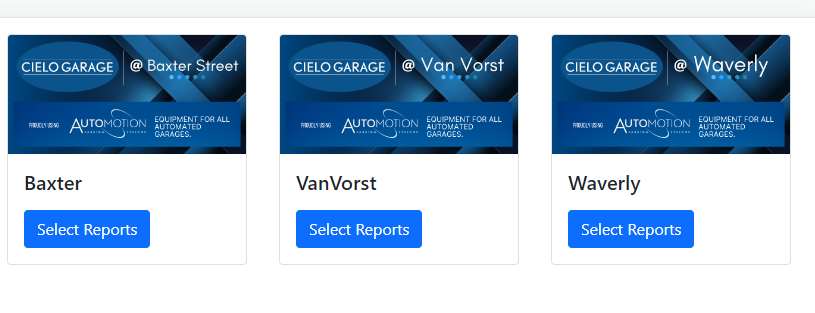 CIELO GARAGE @ Baxter Street
PROUDLY USING AUTOMOTION PARKING SYSTEMS EQUIPMENT FOR ALL AUTOMATED GARAGES.
Baxter
Select Reports
CIELO GARAGE @ Van Vorst
PROUDLY USING AUTOMOTION PARKING SYSTEMS EQUIPMENT FOR ALL AUTOMATED GARAGES.
VanVorst
Select Reports
CIELO GARAGE @ Waverly
PROUDLY USING AUTOMOTION PARKING SYSTEMS EQUIPMENT FOR ALL AUTOMATED GARAGES.
Waverly
Select Reports